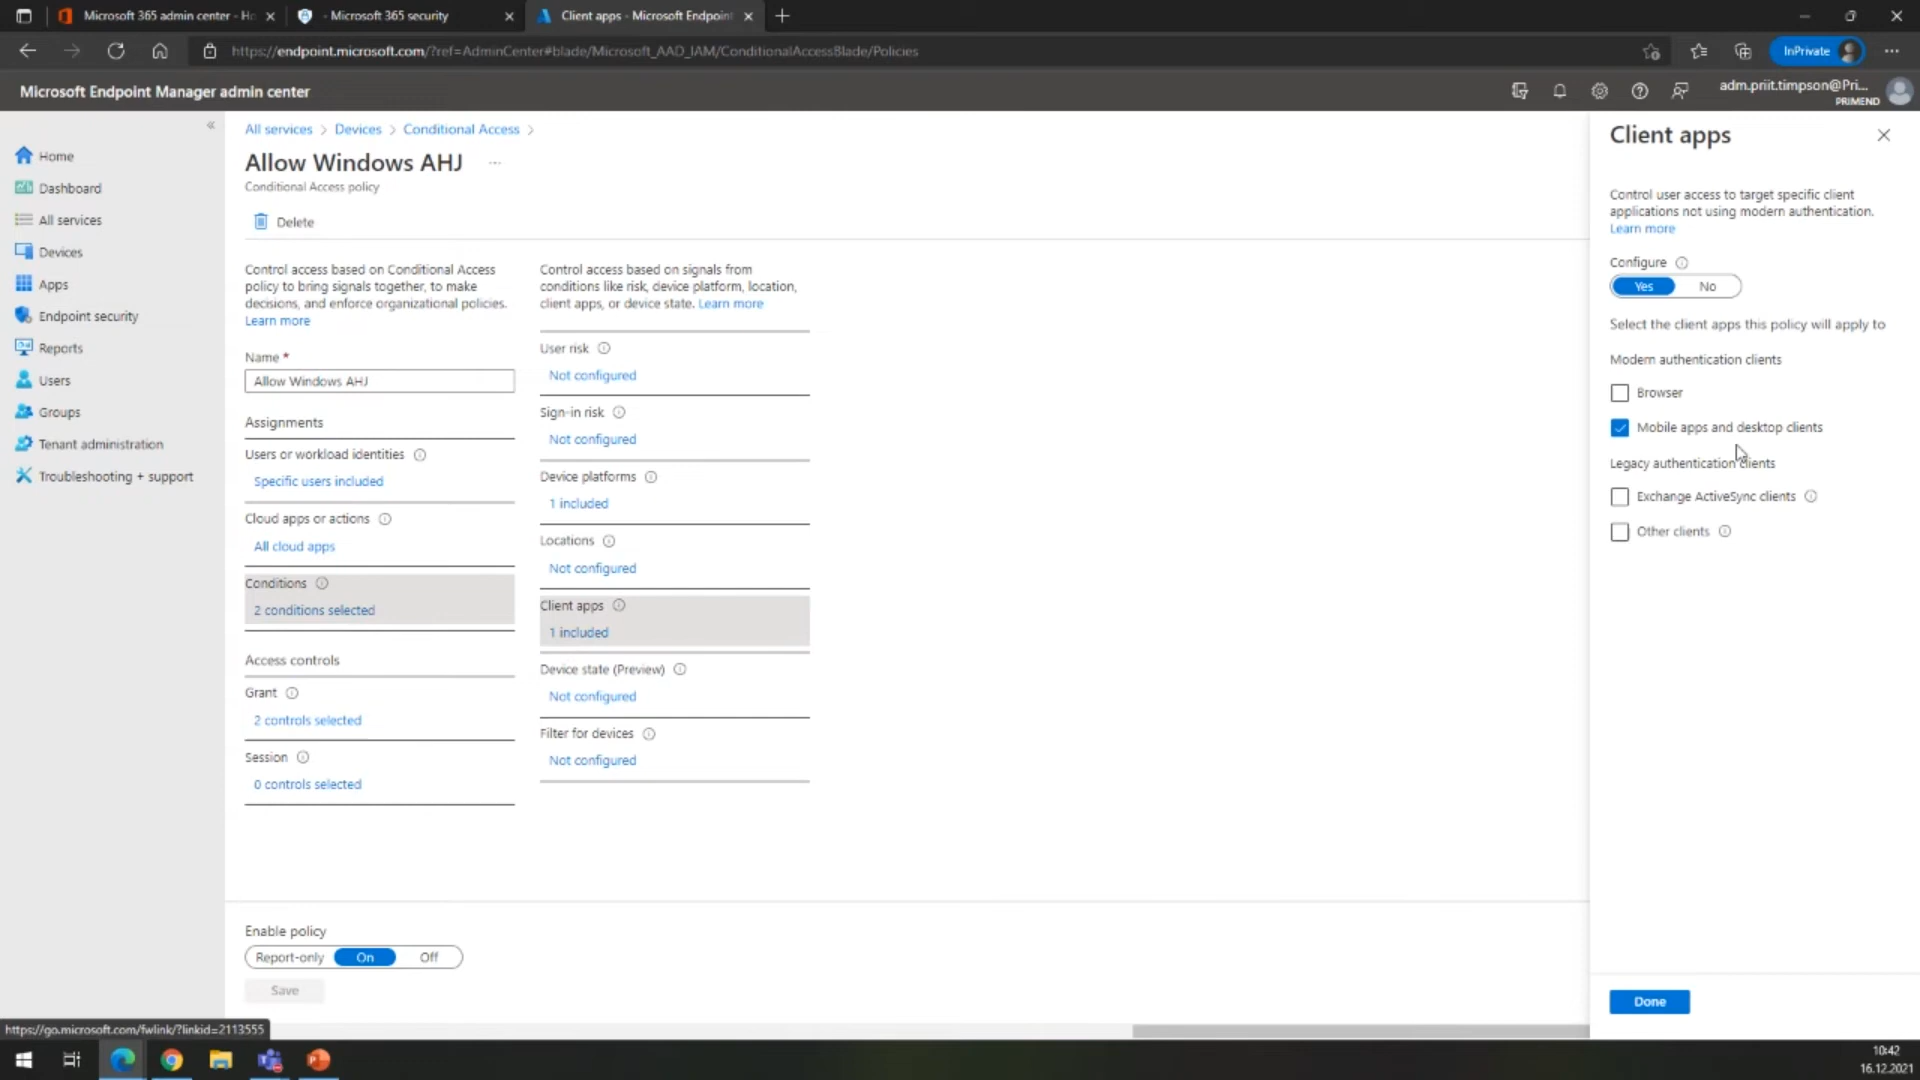 Microsoft 365 admin center - Ho
- Microsoft 365 security
Client apps - Microsoft Endpoint
https://endpoint.microsoft.com/?ref=AdminCenter#blade/Microsoft_AAD_IAM/ConditionalAccessBlade/Policies
InPrivate
Microsoft Endpoint Manager admin center
adm.priit.timpson@Pri...
PRIMEND
Home
Dashboard
All services
Devices
Apps
Endpoint security
Reports
Users
Groups
Tenant administration
Troubleshooting + support
All services > Devices > Conditional Access >
Allow Windows AHJ ...
Conditional Access policy
Delete
Control access based on Conditional Access
policy to bring signals together, to make
decisions, and enforce organizational policies.
Learn more
Name *
Allow Windows AHJ
Assignments
Users or workload identities
Specific users included
Cloud apps or actions
All cloud apps
Conditions
2 conditions selected
Access controls
Grant
2 controls selected
Session
0 controls selected
Control access based on signals from
conditions like risk, device platform, location,
client apps, or device state. Learn more
User risk
Not configured
Sign-in risk
Not configured
Device platforms
1 included
Locations
Not configured
Client apps
1 included
Device state (Preview)
Not configured
Filter for devices
Not configured
Enable policy
Report-only On Off
Save
Client apps
Control user access to target specific client
applications not using modern authentication.
Learn more
Configure
Yes No
Select the client apps this policy will apply to
Modern authentication clients
Browser
Mobile apps and desktop clients
Legacy authentication clients
Exchange ActiveSync clients
Other clients
Done
https://go.microsoft.com/fwlink/?linkid=2113555
10:42
16.12.2021